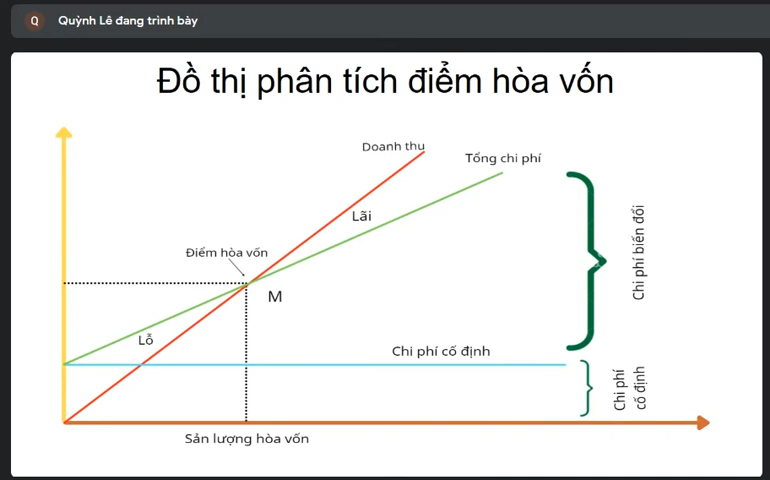 Q
Quỳnh Lê đang trình bày
Đồ thị phân tích điểm hòa vốn
Doanh thu
Tổng chi phí
Lãi
Chi phí biến đổi
Điểm hòa vốn
M
Lỗ
Chi phí cố định
Chi phí
cố định
Sản lượng hòa vốn